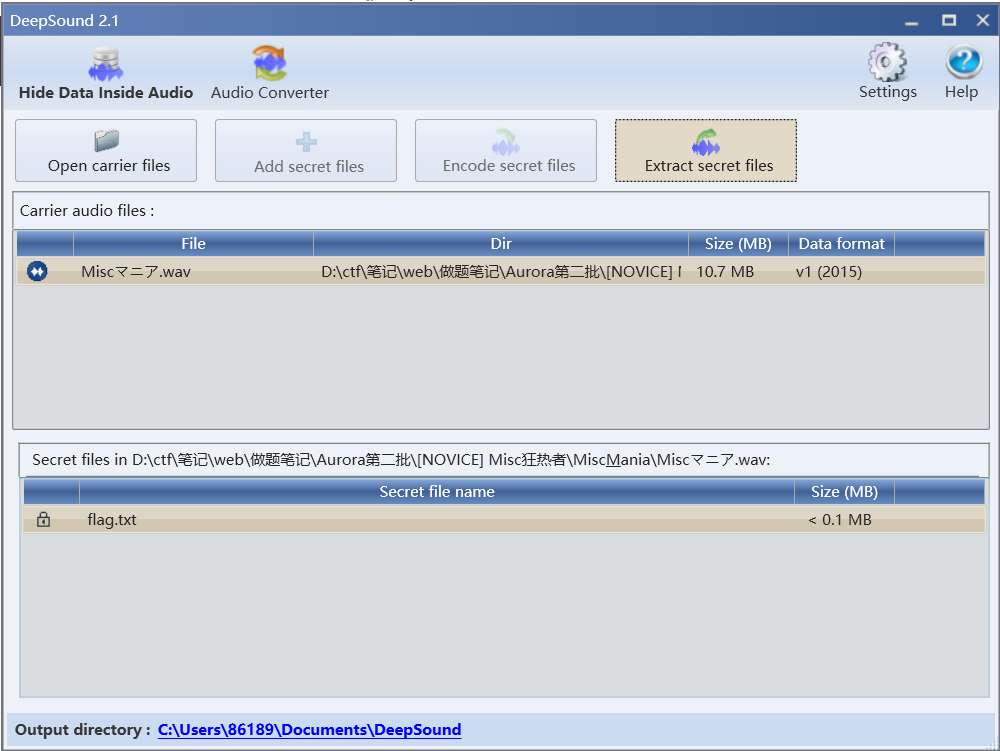 DeepSound 2.1
Hide Data Inside Audio Audio Converter Settings Help
Open carrier files Add secret files Encode secret files Extract secret files
Carrier audio files :
File Dir Size (MB) Data format
Miscマニア.wav D:\ctf\笔记\web\做题笔记\Aurora第二批\[NOVICE] 10.7 MB v1 (2015)
Secret files in D:\ctf\笔记\web\做题笔记\Aurora第二批\[NOVICE] Misc狂热者\MiscMania\Miscマニア.wav:
Secret file name Size (MB)
flag.txt < 0.1 MB
Output directory : C:\Users\86189\Documents\DeepSound